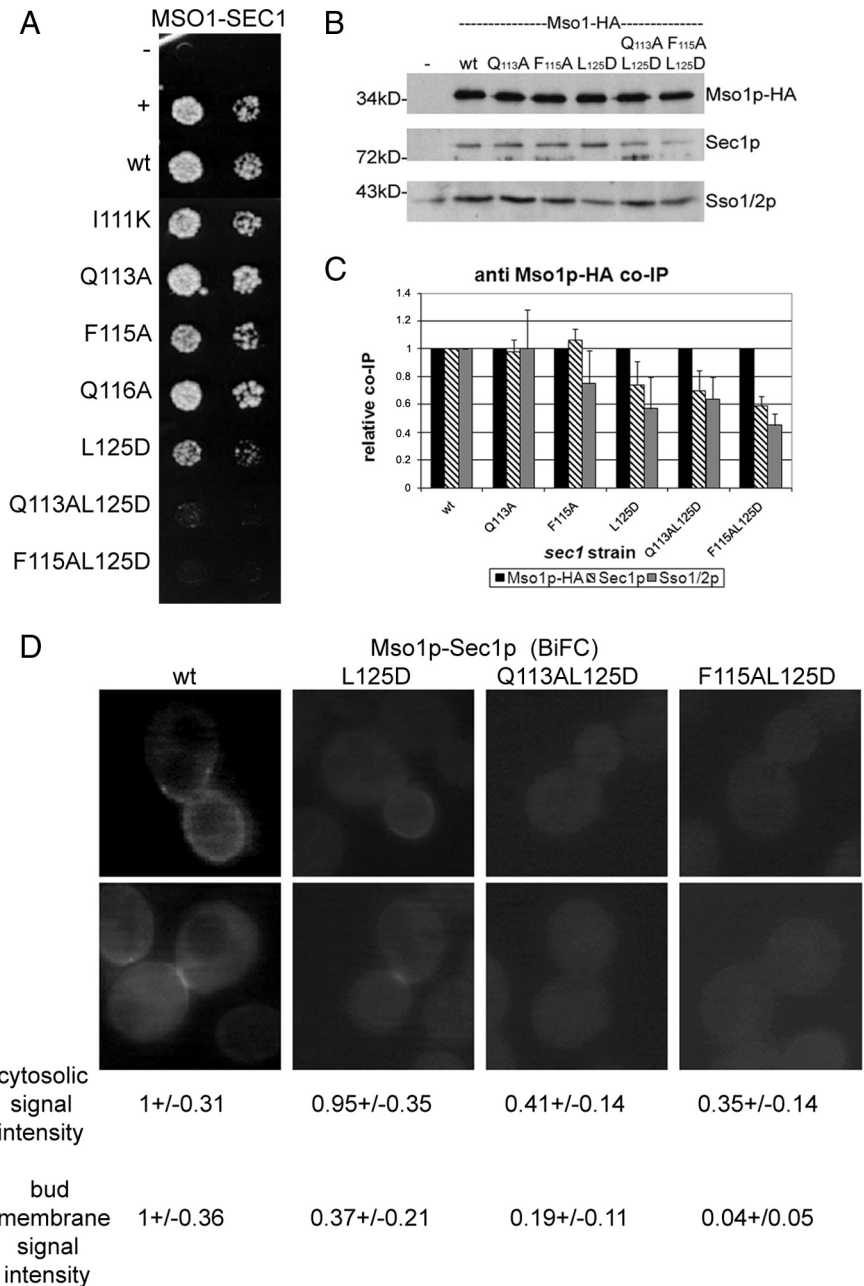 A
MSO1-SEC1
-
+
wt
I111K
Q113A
F115A
Q116A
L125D
Q113AL125D
F115AL125D
B
---------------Mso1-HA--------------
Q113A F115A
- wt Q113A F115A L125D L125D L125D
34kD-
Mso1p-HA
Sec1p
72kD-
43kD-
Sso1/2p
C
anti Mso1p-HA co-IP
relative co-IP
1.4
1.2
1
0.8
0.6
0.4
0.2
0
wt
Q113A
F115A
L125D
Q113AL125D
F115AL125D
sec1 strain
Mso1p-HA Sec1p Sso1/2p
D
Mso1p-Sec1p (BiFC)
wt L125D Q113AL125D F115AL125D
cytosolic
signal
intensity
1+/-0.31 0.95+/-0.35 0.41+/-0.14 0.35+/-0.14
bud
membrane
signal
intensity
1+/-0.36 0.37+/-0.21 0.19+/-0.11 0.04+/0.05